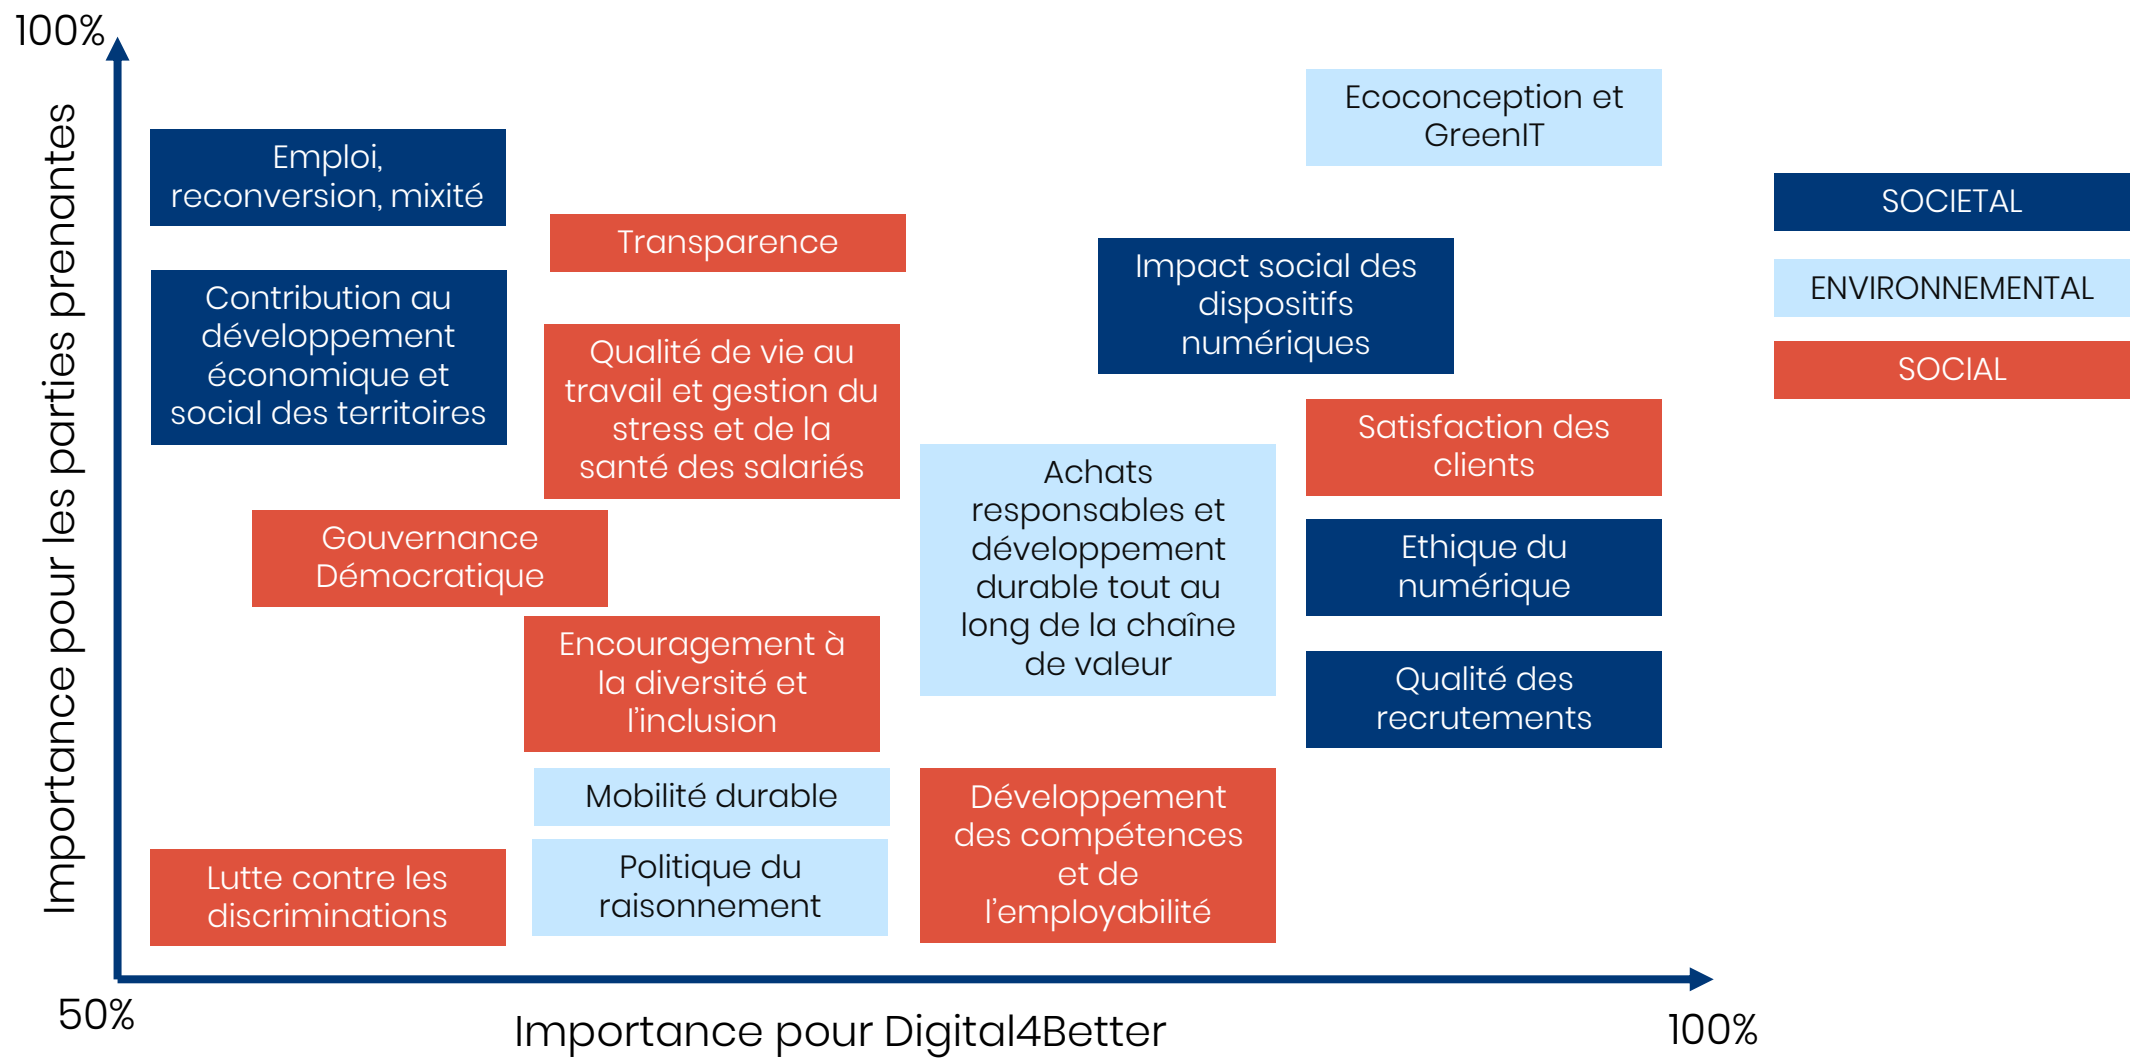 100%
Importance pour les parties prenantes
Ecoconception et
GreenIT
Emploi,
reconversion, mixité
Transparence
Impact social des
dispositifs
numériques
Contribution au
développement
économique et
social des territoires
Qualité de vie au
travail et gestion du
stress et de la
santé des salariés
Satisfaction des
clients
Achats
responsables et
développement
durable tout au
long de la chaîne
de valeur
Gouvernance
Démocratique
Ethique du
numérique
Encouragement à
la diversité et
l'inclusion
Qualité des
recrutements
Mobilité durable
Développement
des compétences
et de
l'employabilité
Politique du
raisonnement
Lutte contre les
discriminations
50%
Importance pour Digital4Better
100%
SOCIETAL
ENVIRONNEMENTAL
SOCIAL